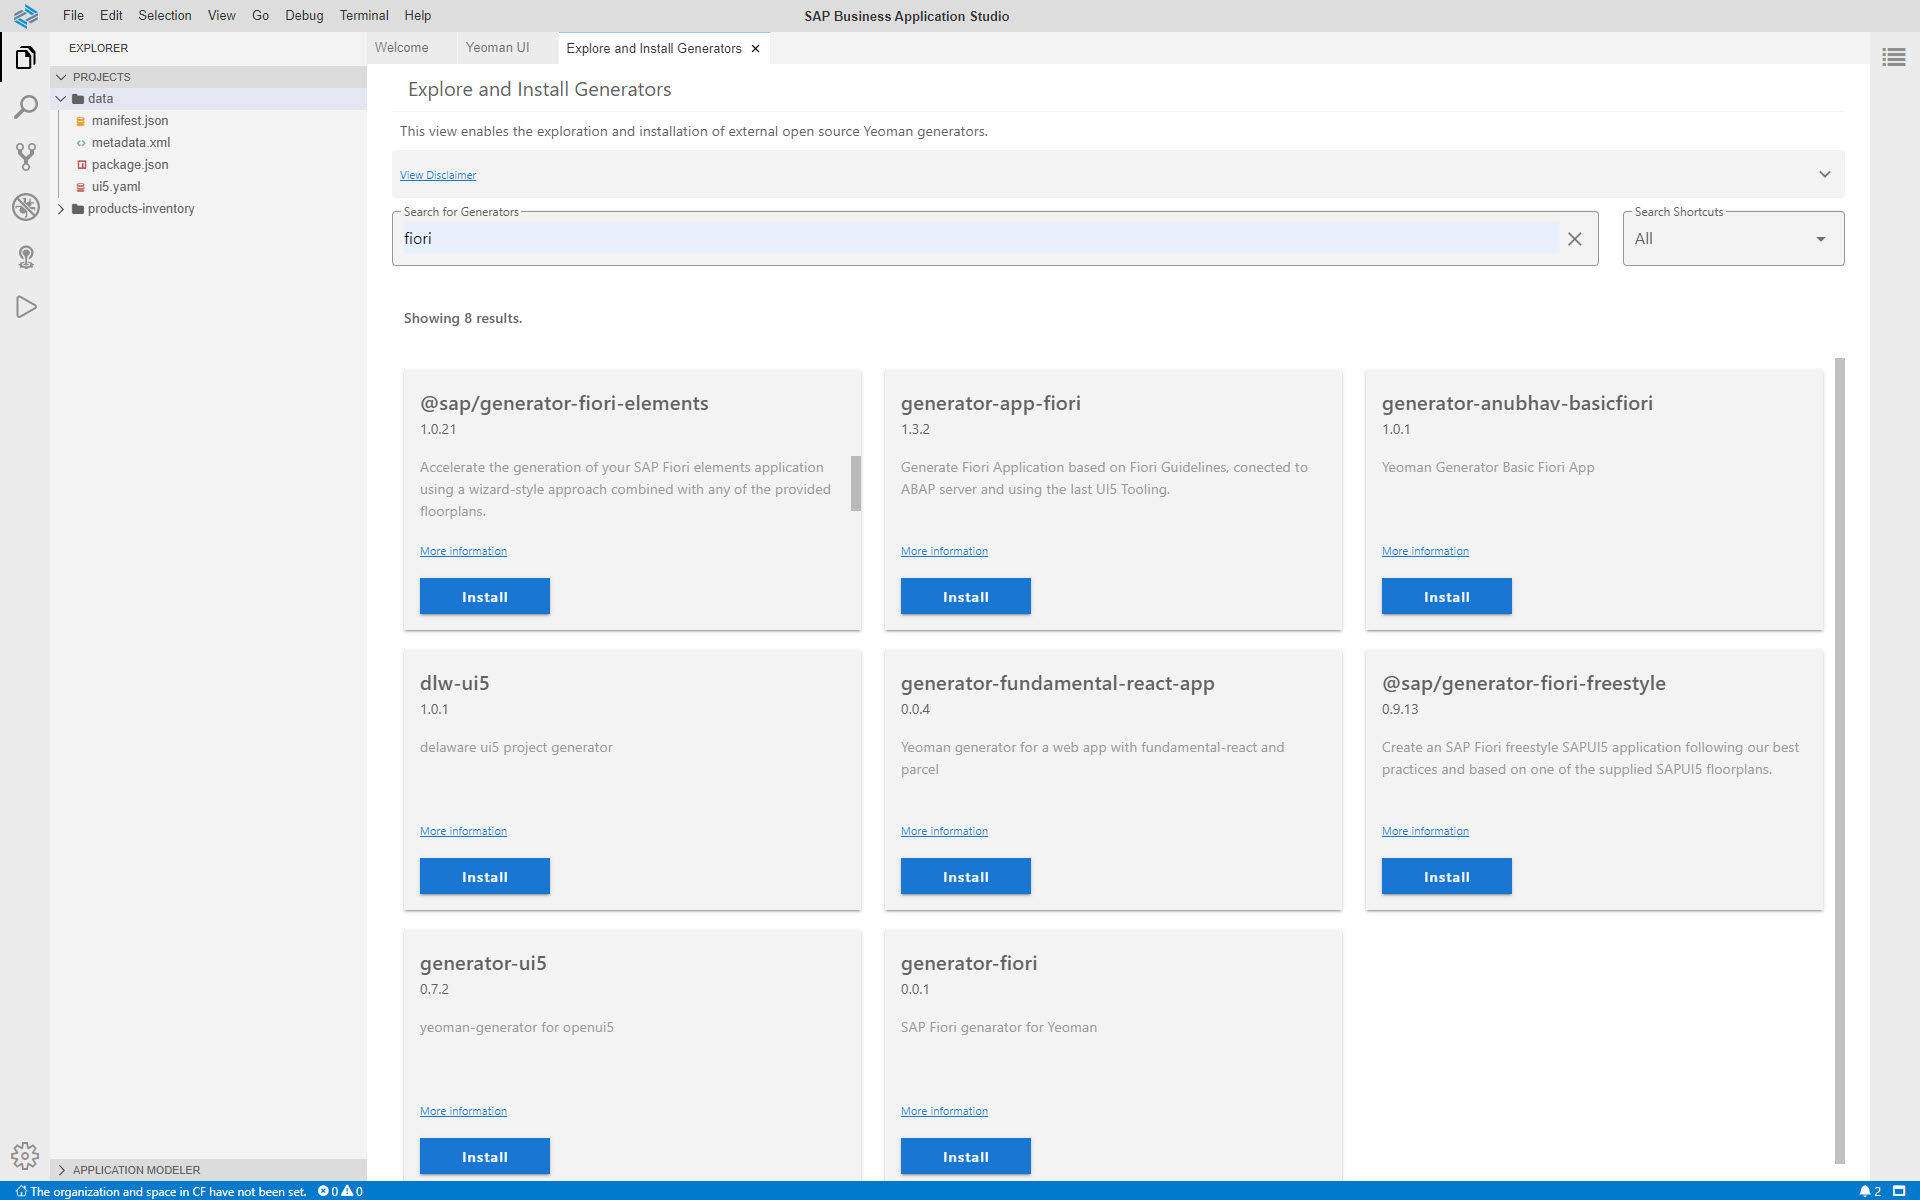 File Edit Selection View Go Debug Terminal Help
SAP Business Application Studio
EXPLORER
PROJECTS
data
manifest.json
metadata.xml
package.json
ui5.yaml
products-inventory
APPLICATION MODELER
Welcome
Yeoman UI
Explore and Install Generators
Explore and Install Generators
This view enables the exploration and installation of external open source Yeoman generators.
View Disclaimer
Search for Generators
fiori
Search Shortcuts
All
Showing 8 results.
@sap/generator-fiori-elements
1.0.21
Accelerate the generation of your SAP Fiori elements application
using a wizard-style approach combined with any of the provided
floorplans.
More information
Install
generator-app-fiori
1.3.2
Generate Fiori Application based on Fiori Guidelines, conected to
ABAP server and using the last UI5 Tooling.
More information
Install
generator-anubhav-basicfiori
1.0.1
Yeoman Generator Basic Fiori App
More information
Install
dlw-ui5
1.0.1
delaware ui5 project generator
More information
Install
generator-fundamental-react-app
0.0.4
Yeoman generator for a web app with fundamental-react and
parcel
More information
Install
@sap/generator-fiori-freestyle
0.9.13
Create an SAP Fiori freestyle SAPUI5 application following our best
practices and based on one of the supplied SAPUI5 floorplans.
More information
Install
generator-ui5
0.7.2
yeoman-generator for openui5
More information
Install
generator-fiori
0.0.1
SAP Fiori genarator for Yeoman
More information
Install
The organization and space in CF have not been set. 0 0
2